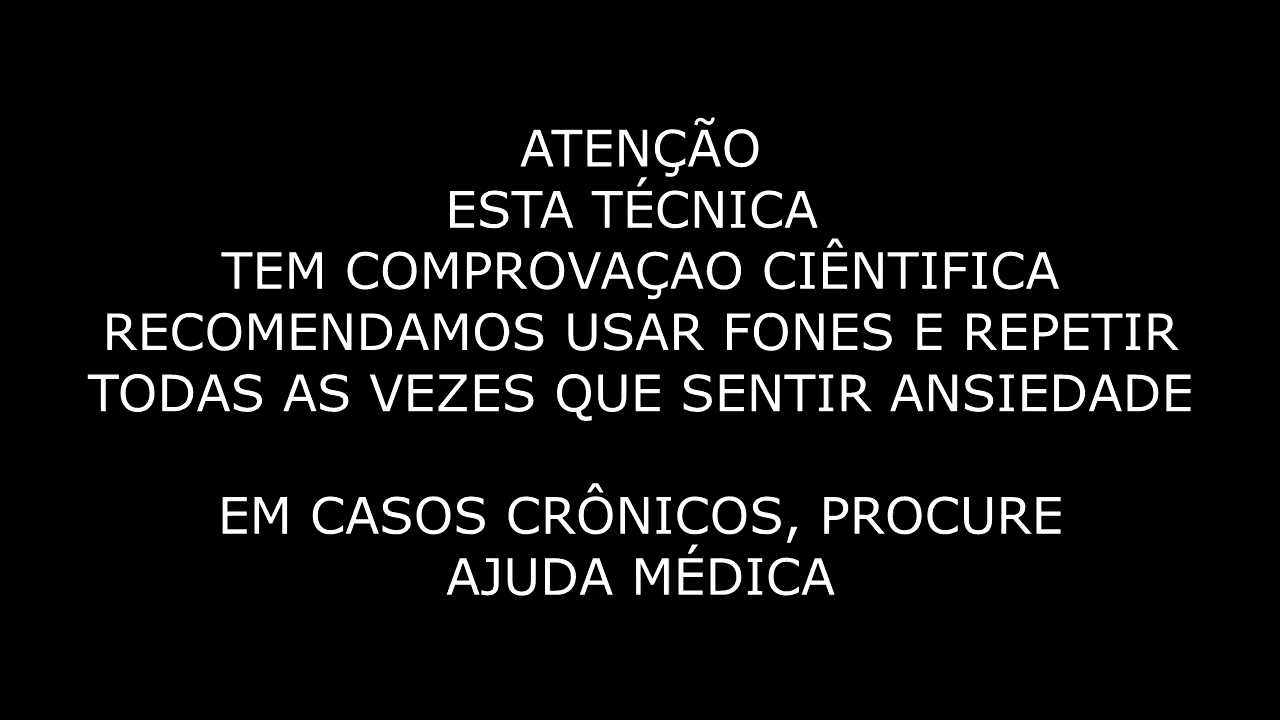 ATENÇÃO
ESTA TÉCNICA
TEM COMPROVAÇAO CIÊNTIFICA
RECOMENDAMOS USAR FONES E REPETIR
TODAS AS VEZES QUE SENTIR ANSIEDADE
EM CASOS CRÔNICOS, PROCURE
AJUDA MÉDICA